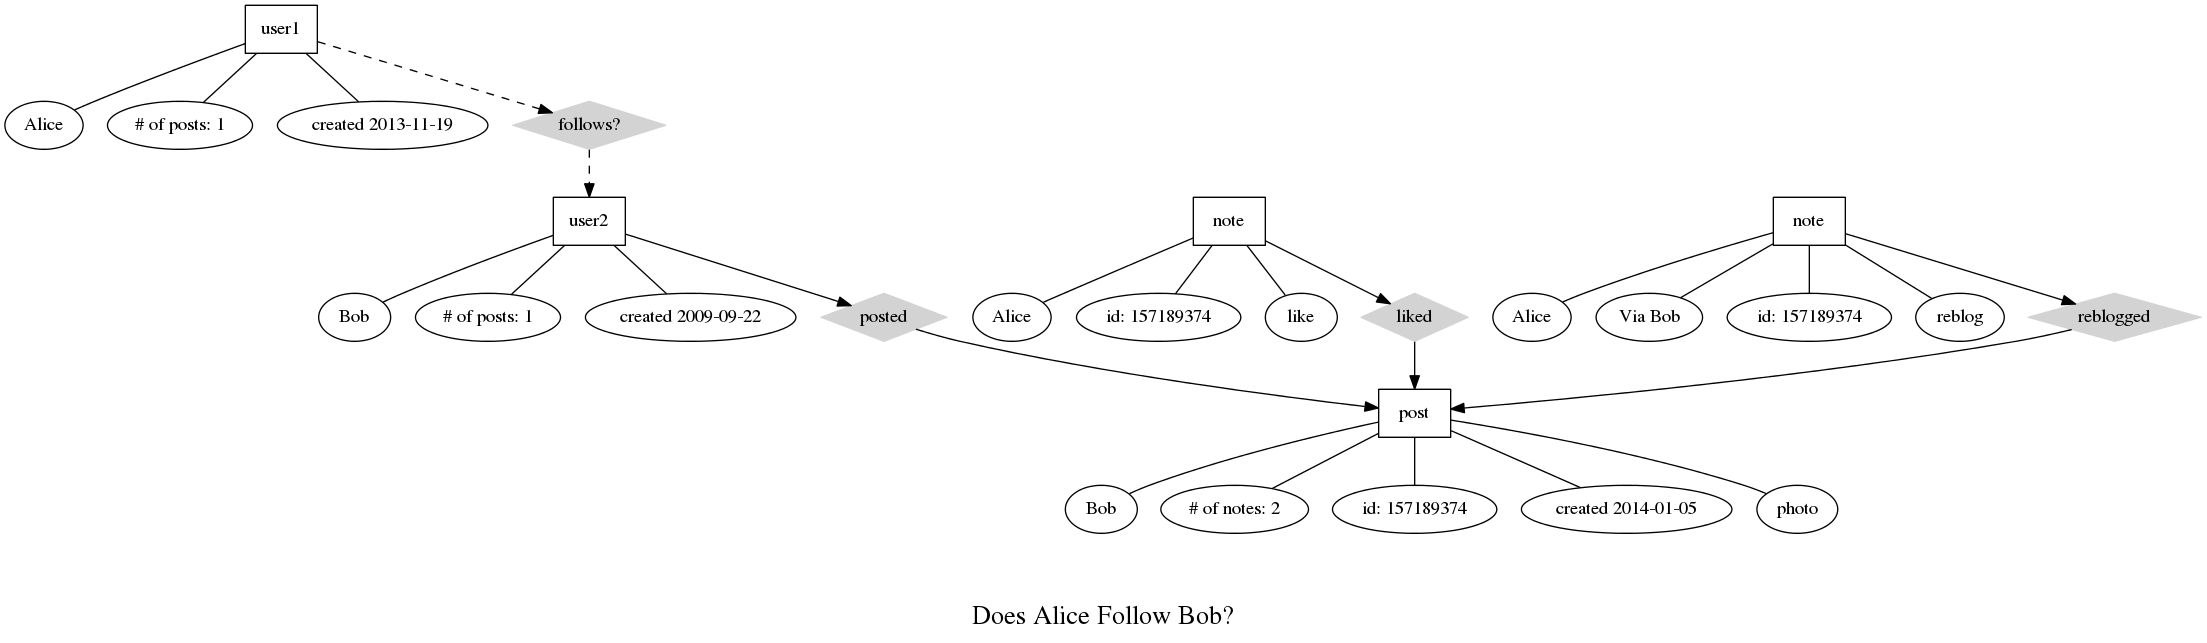 user1
Alice
# of posts: 1
created 2013-11-19
follows?
user2
note
note
Bob
# of posts: 1
created 2009-09-22
posted
Alice
id: 157189374
like
liked
Alice
Via Bob
id: 157189374
reblog
reblogged
post
Bob
# of notes: 2
id: 157189374
created 2014-01-05
photo
Does Alice Follow Bob?